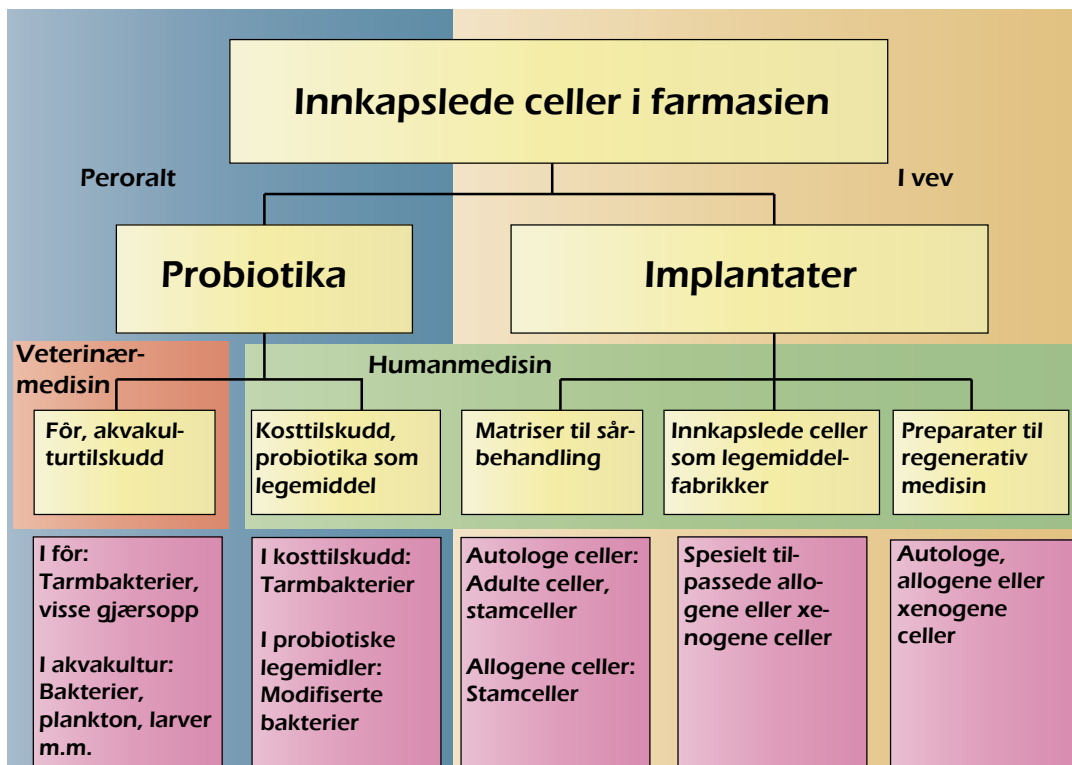 Innkapslede celler i farmasien
Peroralt
I vev
Probiotika
Implantater
Veterinær-
medisin
Humanmedisin
Fôr, akvakul-
turtilskudd
Kosttilskudd,
probiotika som
legemiddel
Matriser til sår-
behandling
Innkapslede celler
som legemiddel-
fabrikker
Preparater til
regenerativ
medisin
I fôr:
Tarmbakterier,
visse gjærsopp
I akvakultur:
Bakterier,
plankton, larver
m.m.
I kosttilskudd:
Tarmbakterier
I probiotiske
legemidler:
Modifiserte
bakterier
Autologe celler:
Adulte celler,
stamceller
Allogene celler:
Stamceller
Spesielt til-
passede allo-
gene eller xe-
nogene celler
Autologe,
allogene eller
xenogene
celler